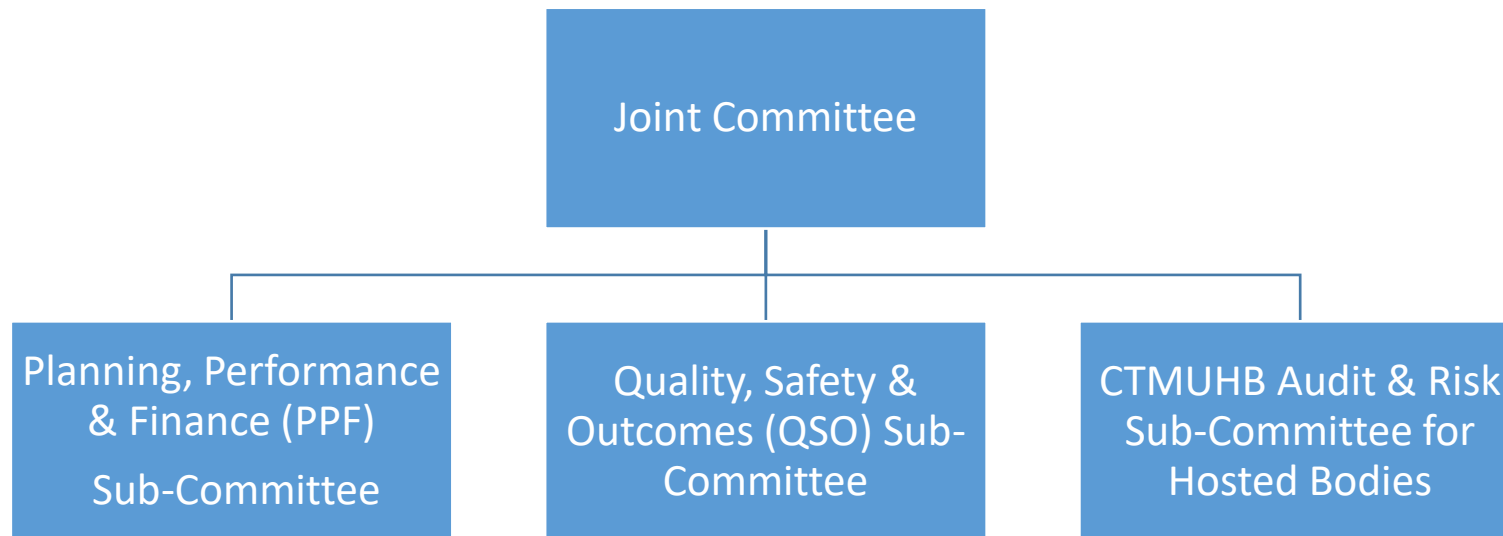 Joint Committee
Planning, Performance
& Finance (PPF)
Sub-Committee
Quality, Safety &
Outcomes (QSO) Sub-
Committee
CTMUHB Audit & Risk
Sub-Committee for
Hosted Bodies